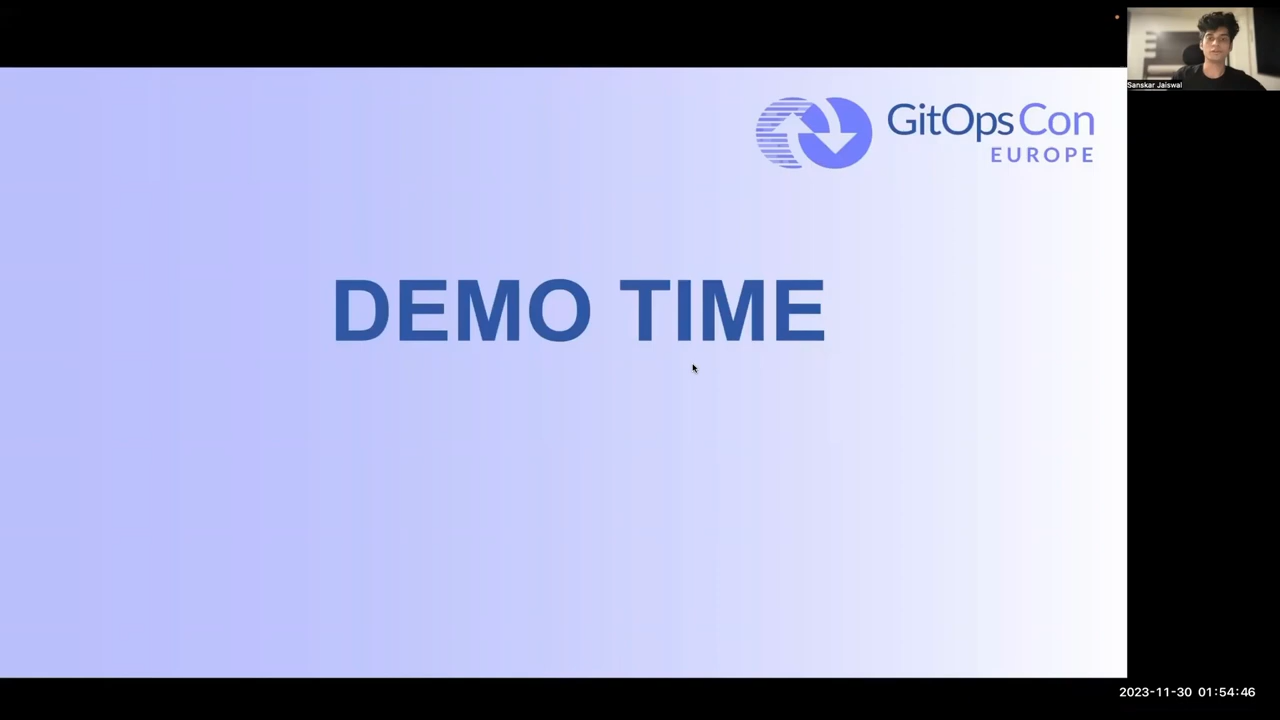 Sanskar Jaiswal
GitOpsCon
EUROPE
DEMO TIME
2023-11-30 01:54:46